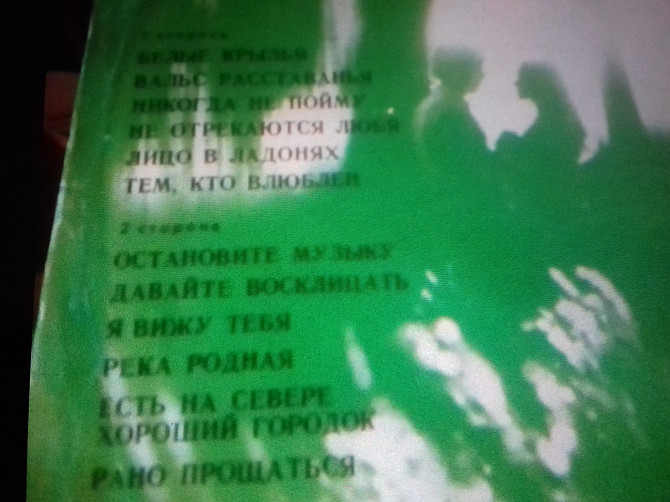 1 сторона
БЕЛЫЕ КРЫЛЬЯ
ВАЛЬС РАССТАВАНЬЯ
НИКОГДА НЕ ПОЙМУ
НЕ ОТРЕКАЮТСЯ ЛЮБЯ
ЛИЦО В ЛАДОНЯХ
ТЕМ, КТО ВЛЮБЛЕН
2 сторона
ОСТАНОВИТЕ МУЗЫКУ
ДАВАЙТЕ ВОСКЛИЦАТЬ
Я ВИЖУ ТЕБЯ
РЕКА РОДНАЯ
ЕСТЬ НА СЕВЕРЕ
ХОРОШИЙ ГОРОДОК
РАНО ПРОЩАТЬСЯ